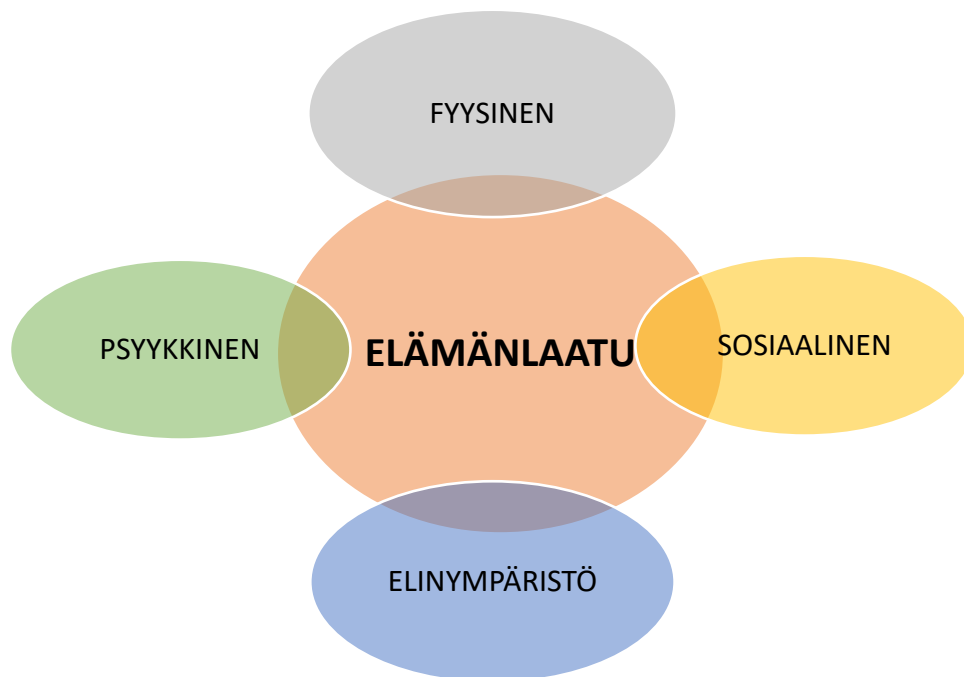 FYYSINEN
PSYYKKINEN
ELÄMÄNLAATU
SOSIAALINEN
ELINYMPÄRISTÖ